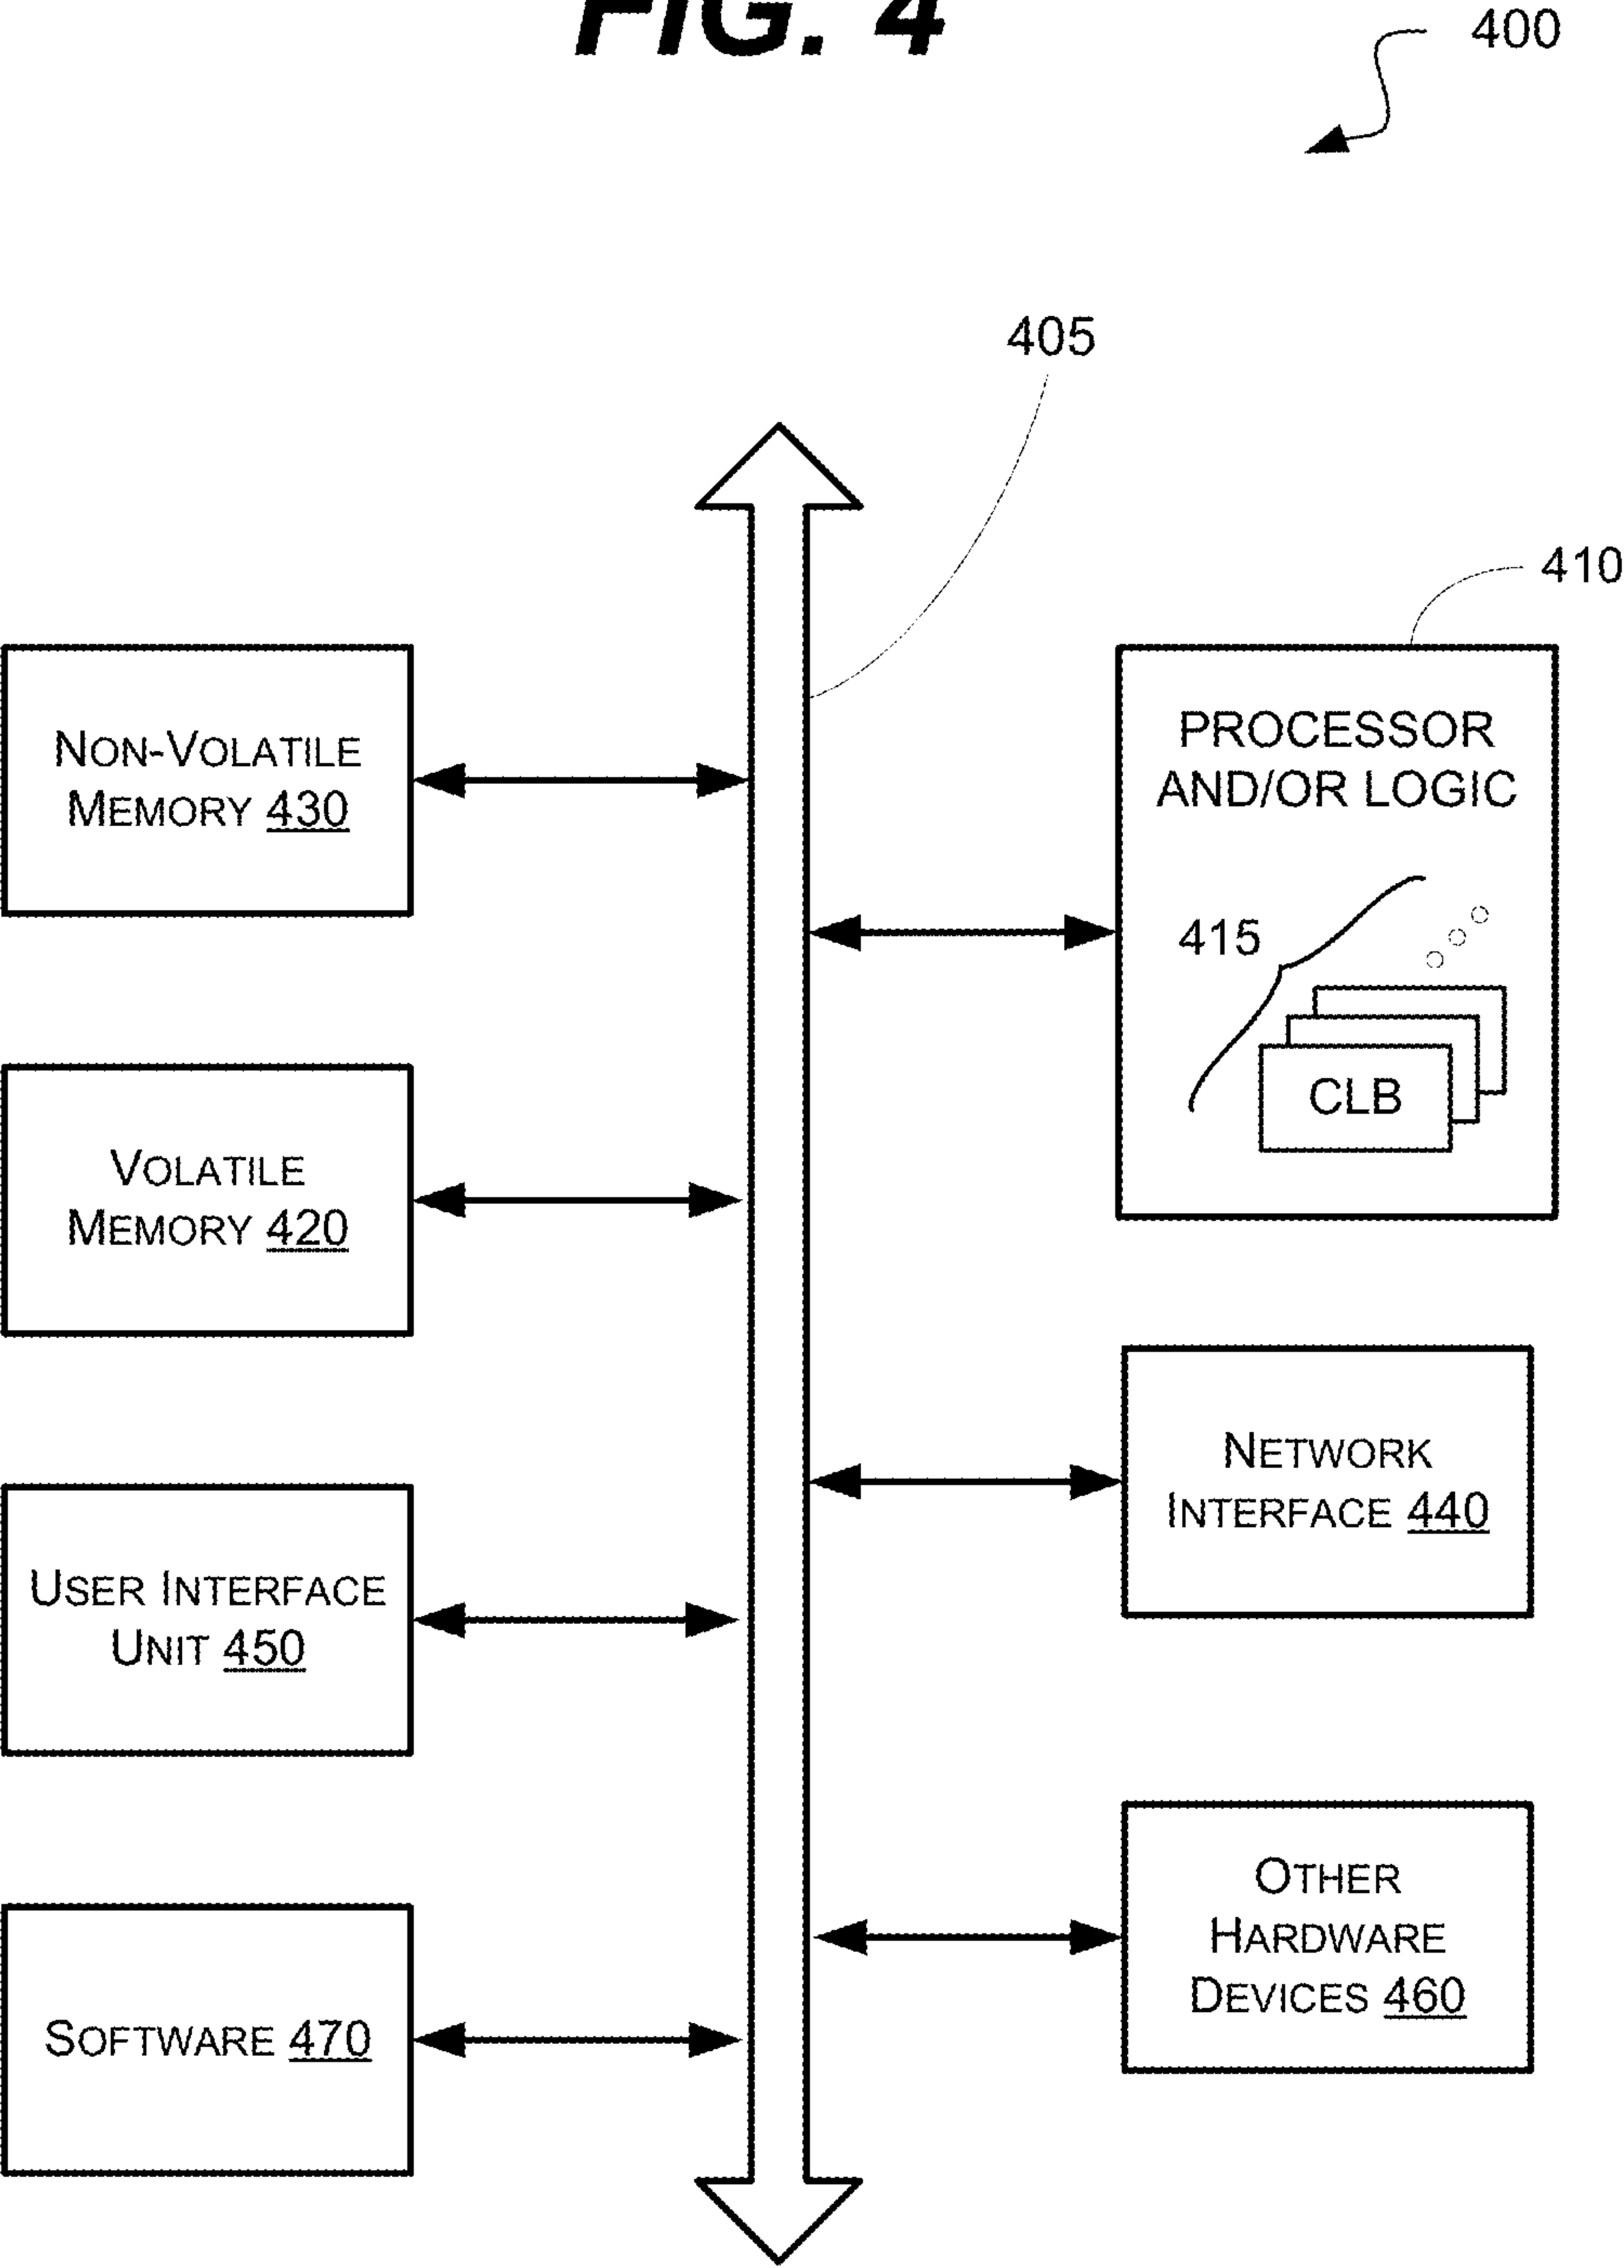 FIG. 4
400
405
410
NON-VOLATILE
MEMORY 430
PROCESSOR
AND/OR LOGIC
415
CLB
VOLATILE
MEMORY 420
NETWORK
INTERFACE 440
USER INTERFACE
UNIT 450
OTHER
HARDWARE
DEVICES 460
SOFTWARE 470